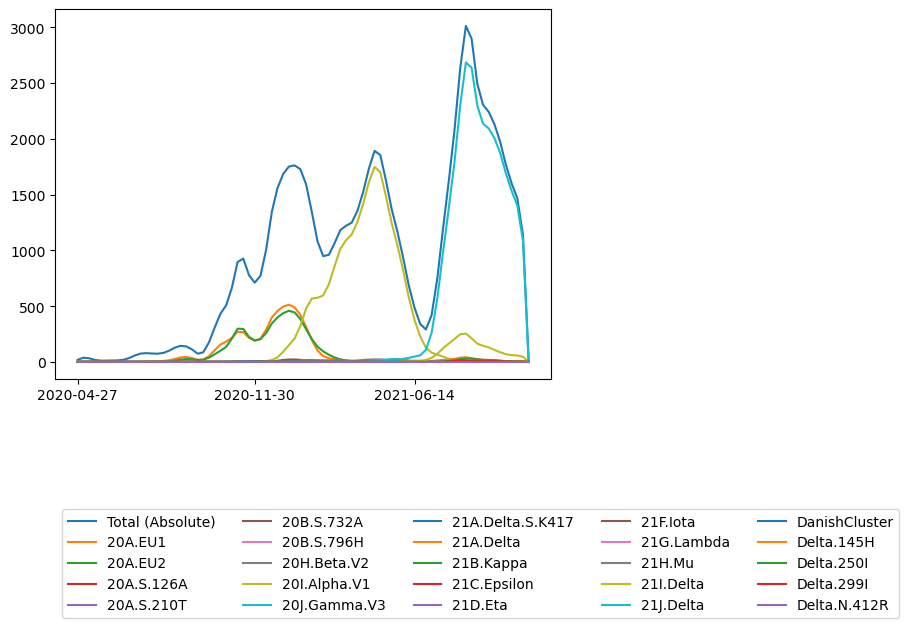 3000
2500
2000
1500
1000
500
0
2020-04-27 2020-11-30 2021-06-14
Total (Absolute) 20B.S.732A 21A.Delta.S.K417 21F.Iota DanishCluster
20A.EU1 20B.S.796H 21A.Delta 21G.Lambda Delta.145H
20A.EU2 20H.Beta.V2 21B.Kappa 21H.Mu Delta.250I
20A.S.126A 20I.Alpha.V1 21C.Epsilon 21I.Delta Delta.299I
20A.S.210T 20J.Gamma.V3 21D.Eta 21J.Delta Delta.N.412R